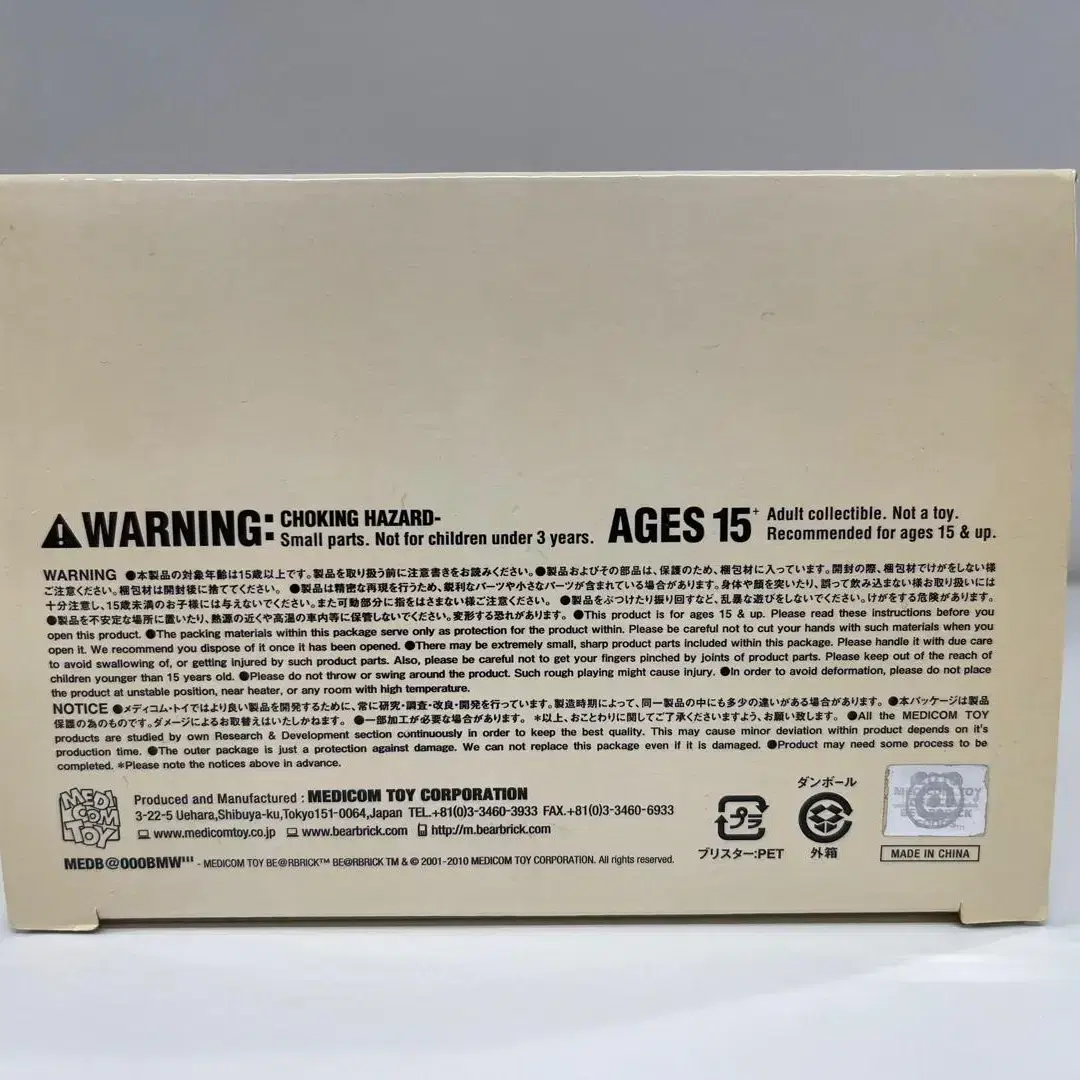 WARNING: CHOKING HAZARD-
Small parts. Not for children under 3 years.
AGES 15+ Adult collectible. Not a toy.
Recommended for ages 15 & up.
WARNING ●本製品の対象年齢は15歳以上です。製品を取り扱う前に注意書きをお読みください。●製品およびその部品は、保護のため、梱包材に入っています。開封の際、梱包材でけがをしない様
ご注意ください。梱包材は開封後に捨ててください。 ●製品は精密な再現を行うため、鋭利なパーツや小さなパーツが含まれている場合があります。身体や顔を突いたり、誤って飲み込まない様お取り扱いには
十分注意し、15歳未満のお子様には与えないでください。また可動部分に指をはさまない様ご注意ください。 ●製品をぶつけたり振り回すなど、乱暴な遊びをしないでください。けがをする危険があります。
●製品を不安定な場所に置いたり、熱源の近くや高温の車内等に保管しないでください。変形する恐れがあります。 ●This product is for ages 15 & up. Please read these instructions before you
open this product. ●The packing materials within this package serve only as protection for the product within. Please be careful not to cut your hands with such materials when you
open it. We recommend you dispose of it once it has been opened. ●There may be extremely small, sharp product parts included within this package. Please handle it with due care
to avoid swallowing of, or getting injured by such product parts. Also, please be careful not to get your fingers pinched by joints of product parts. Please keep out of the reach of
children younger than 15 years old. ●Please do not throw or swing around the product. Such rough playing might cause injury. ●In order to avoid deformation, please do not place
the product at unstable position, near heater, or any room with high temperature.
NOTICE ●メディコム・トイではより良い製品を開発するために、常に研究・調査・改良・開発を行っています。製造時期によって、同一製品の中にも多少の違いがある場合があります。 ●本パッケージは製品
保護の為のものです。ダメージによるお取替えはいたしかねます。 ●一部加工が必要な場合があります。 *以上、おことわりに関してご了承くださいますよう、お願い致します。 ●All the MEDICOM TOY
products are studied by own Research & Development section continuously in order to keep the best quality. This may cause minor deviation within product depends on it's
production time. ●The outer package is just a protection against damage. We can not replace this package even if it is damaged. ●Product may need some process to be
completed. *Please note the notices above in advance.
MEDI
COM
TOY
Produced and Manufactured : MEDICOM TOY CORPORATION
3-22-5 Uehara,Shibuya-ku,Tokyo151-0064,Japan TEL.+81(0)3-3460-3933 FAX.+81(0)3-3460-6933
www.medicomtoy.co.jp www.bearbrick.com http://m.bearbrick.com
MEDB@000BMW''' - MEDICOM TOY BE@RBRICK™ BE@RBRICK TM & © 2001-2010 MEDICOM TOY CORPORATION. All rights reserved.
プラ
ブリスター:PET
ダンボール
外箱
MEDICOM TOY
BE@RBRICK
MADE IN CHINA